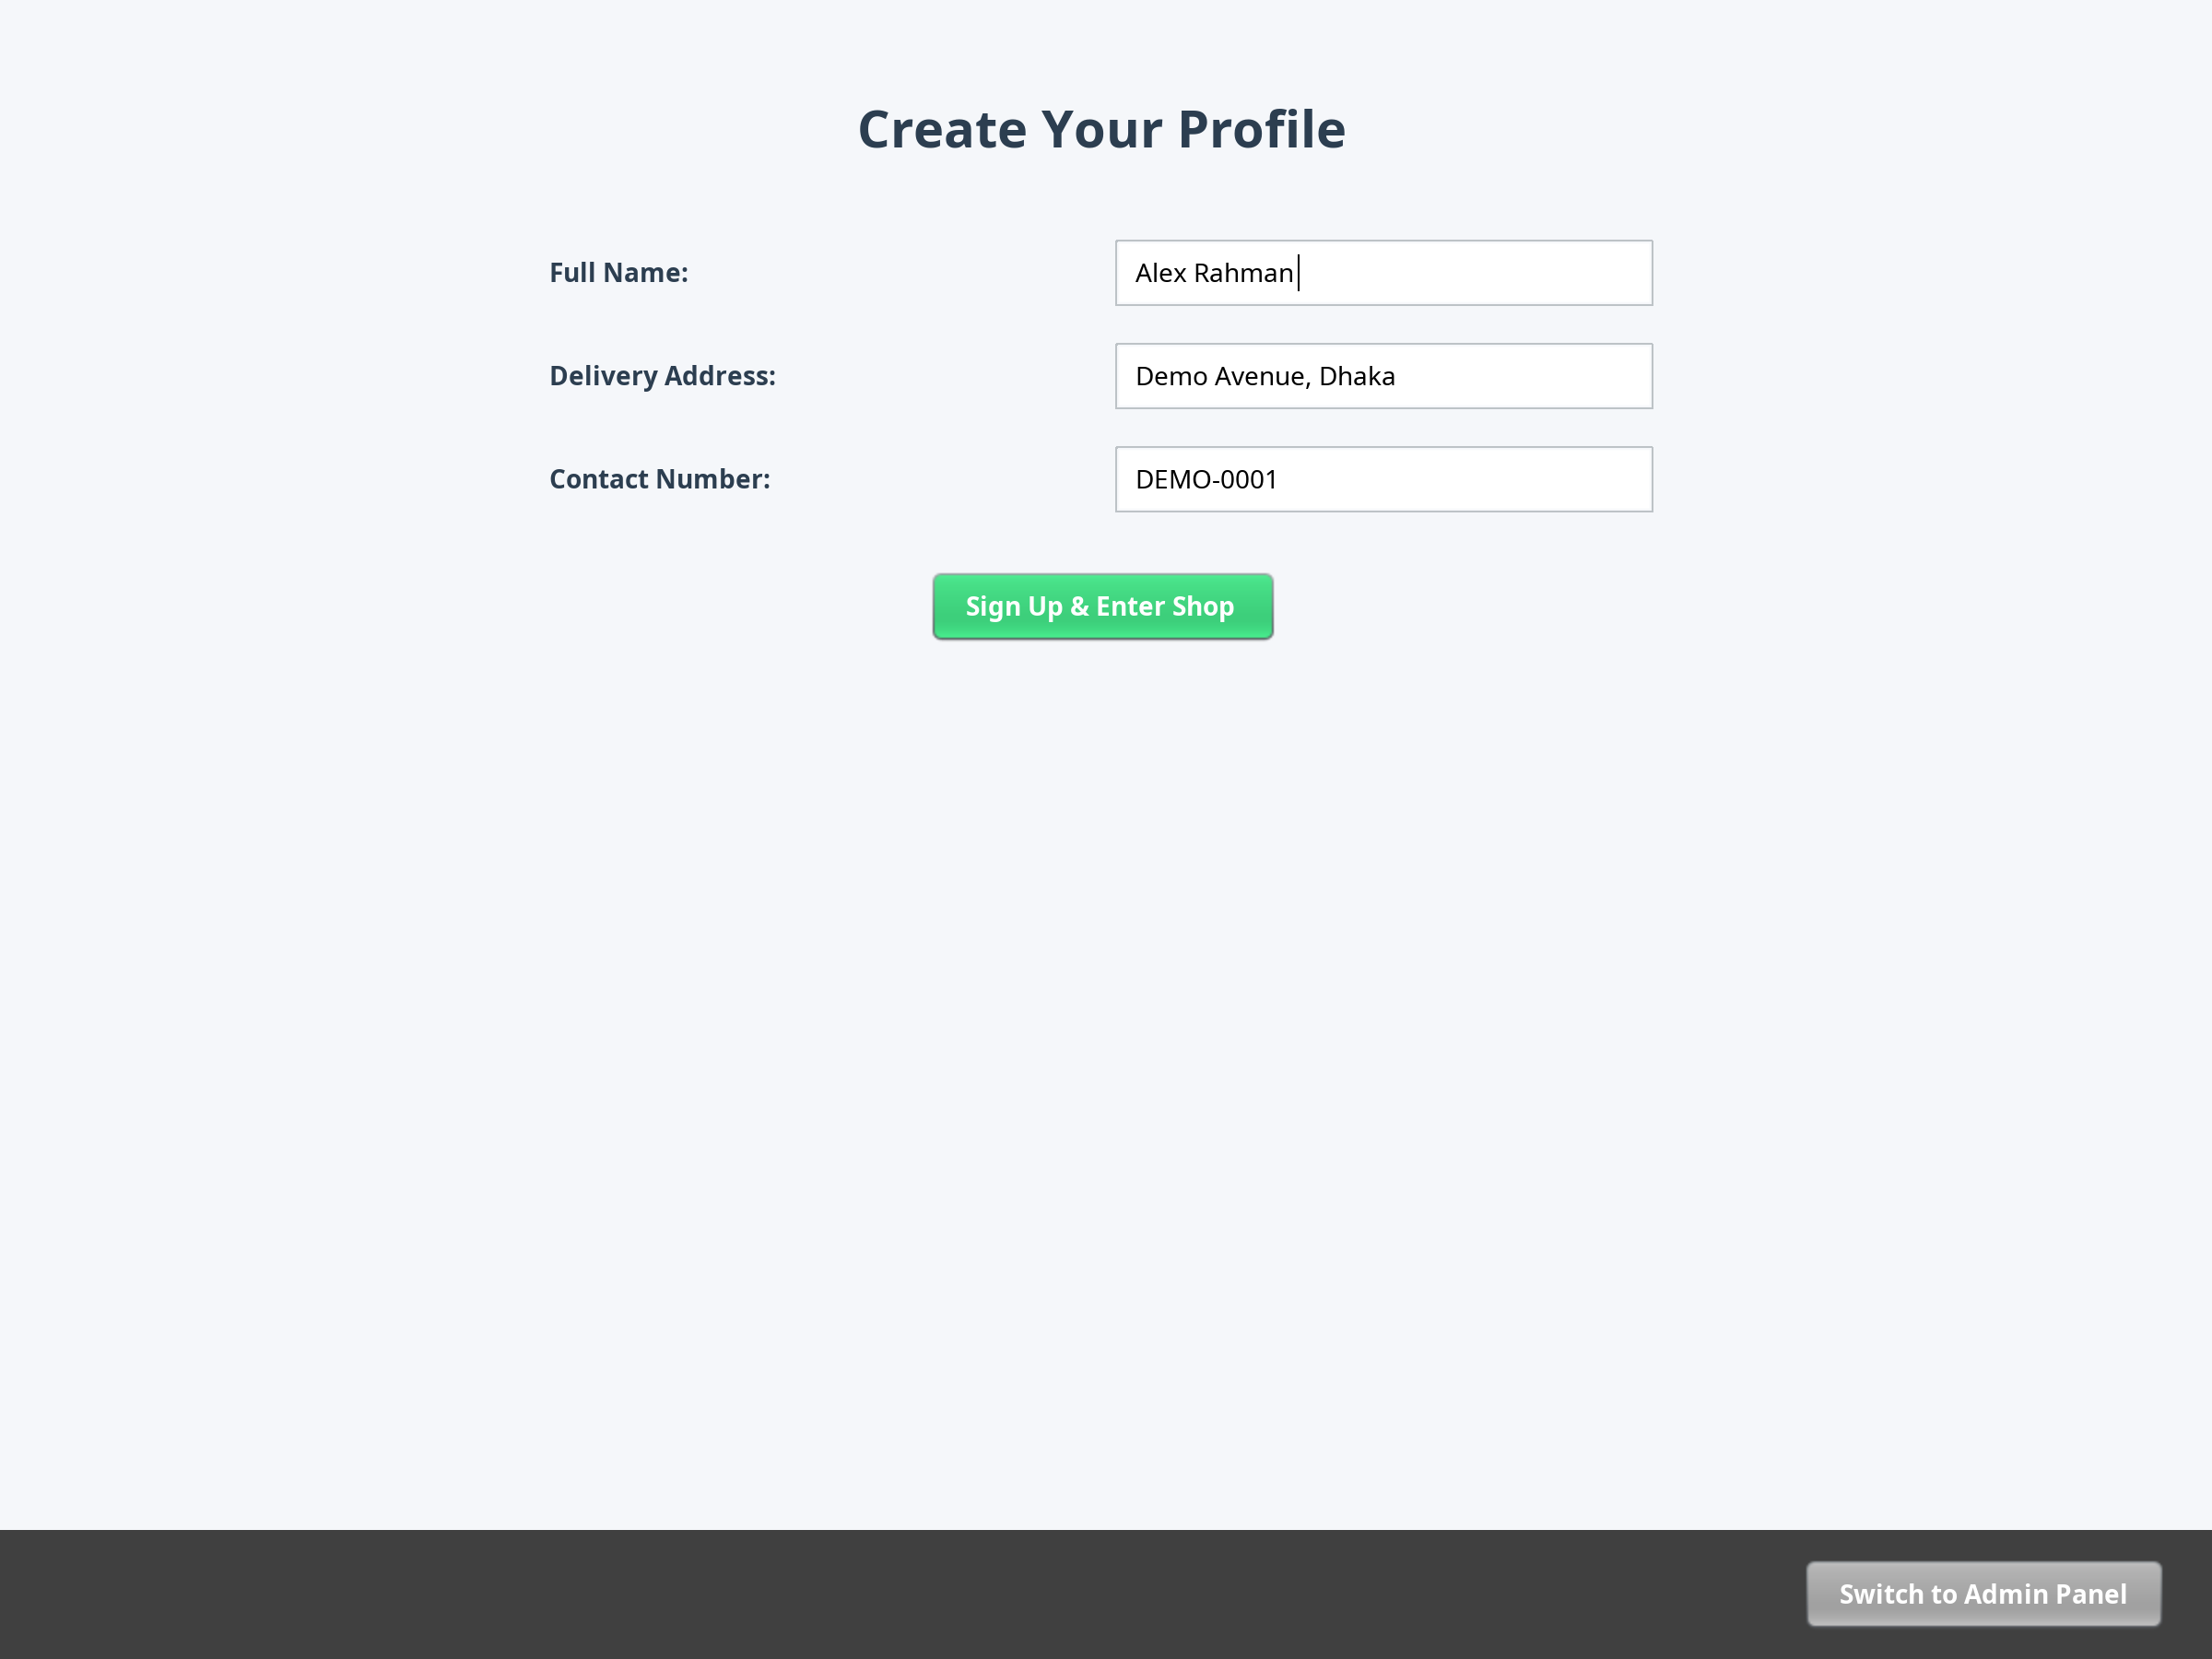 Create Your Profile
Full Name: Alex Rahman
Delivery Address: Demo Avenue, Dhaka
Contact Number: DEMO-0001
Sign Up & Enter Shop
Switch to Admin Panel